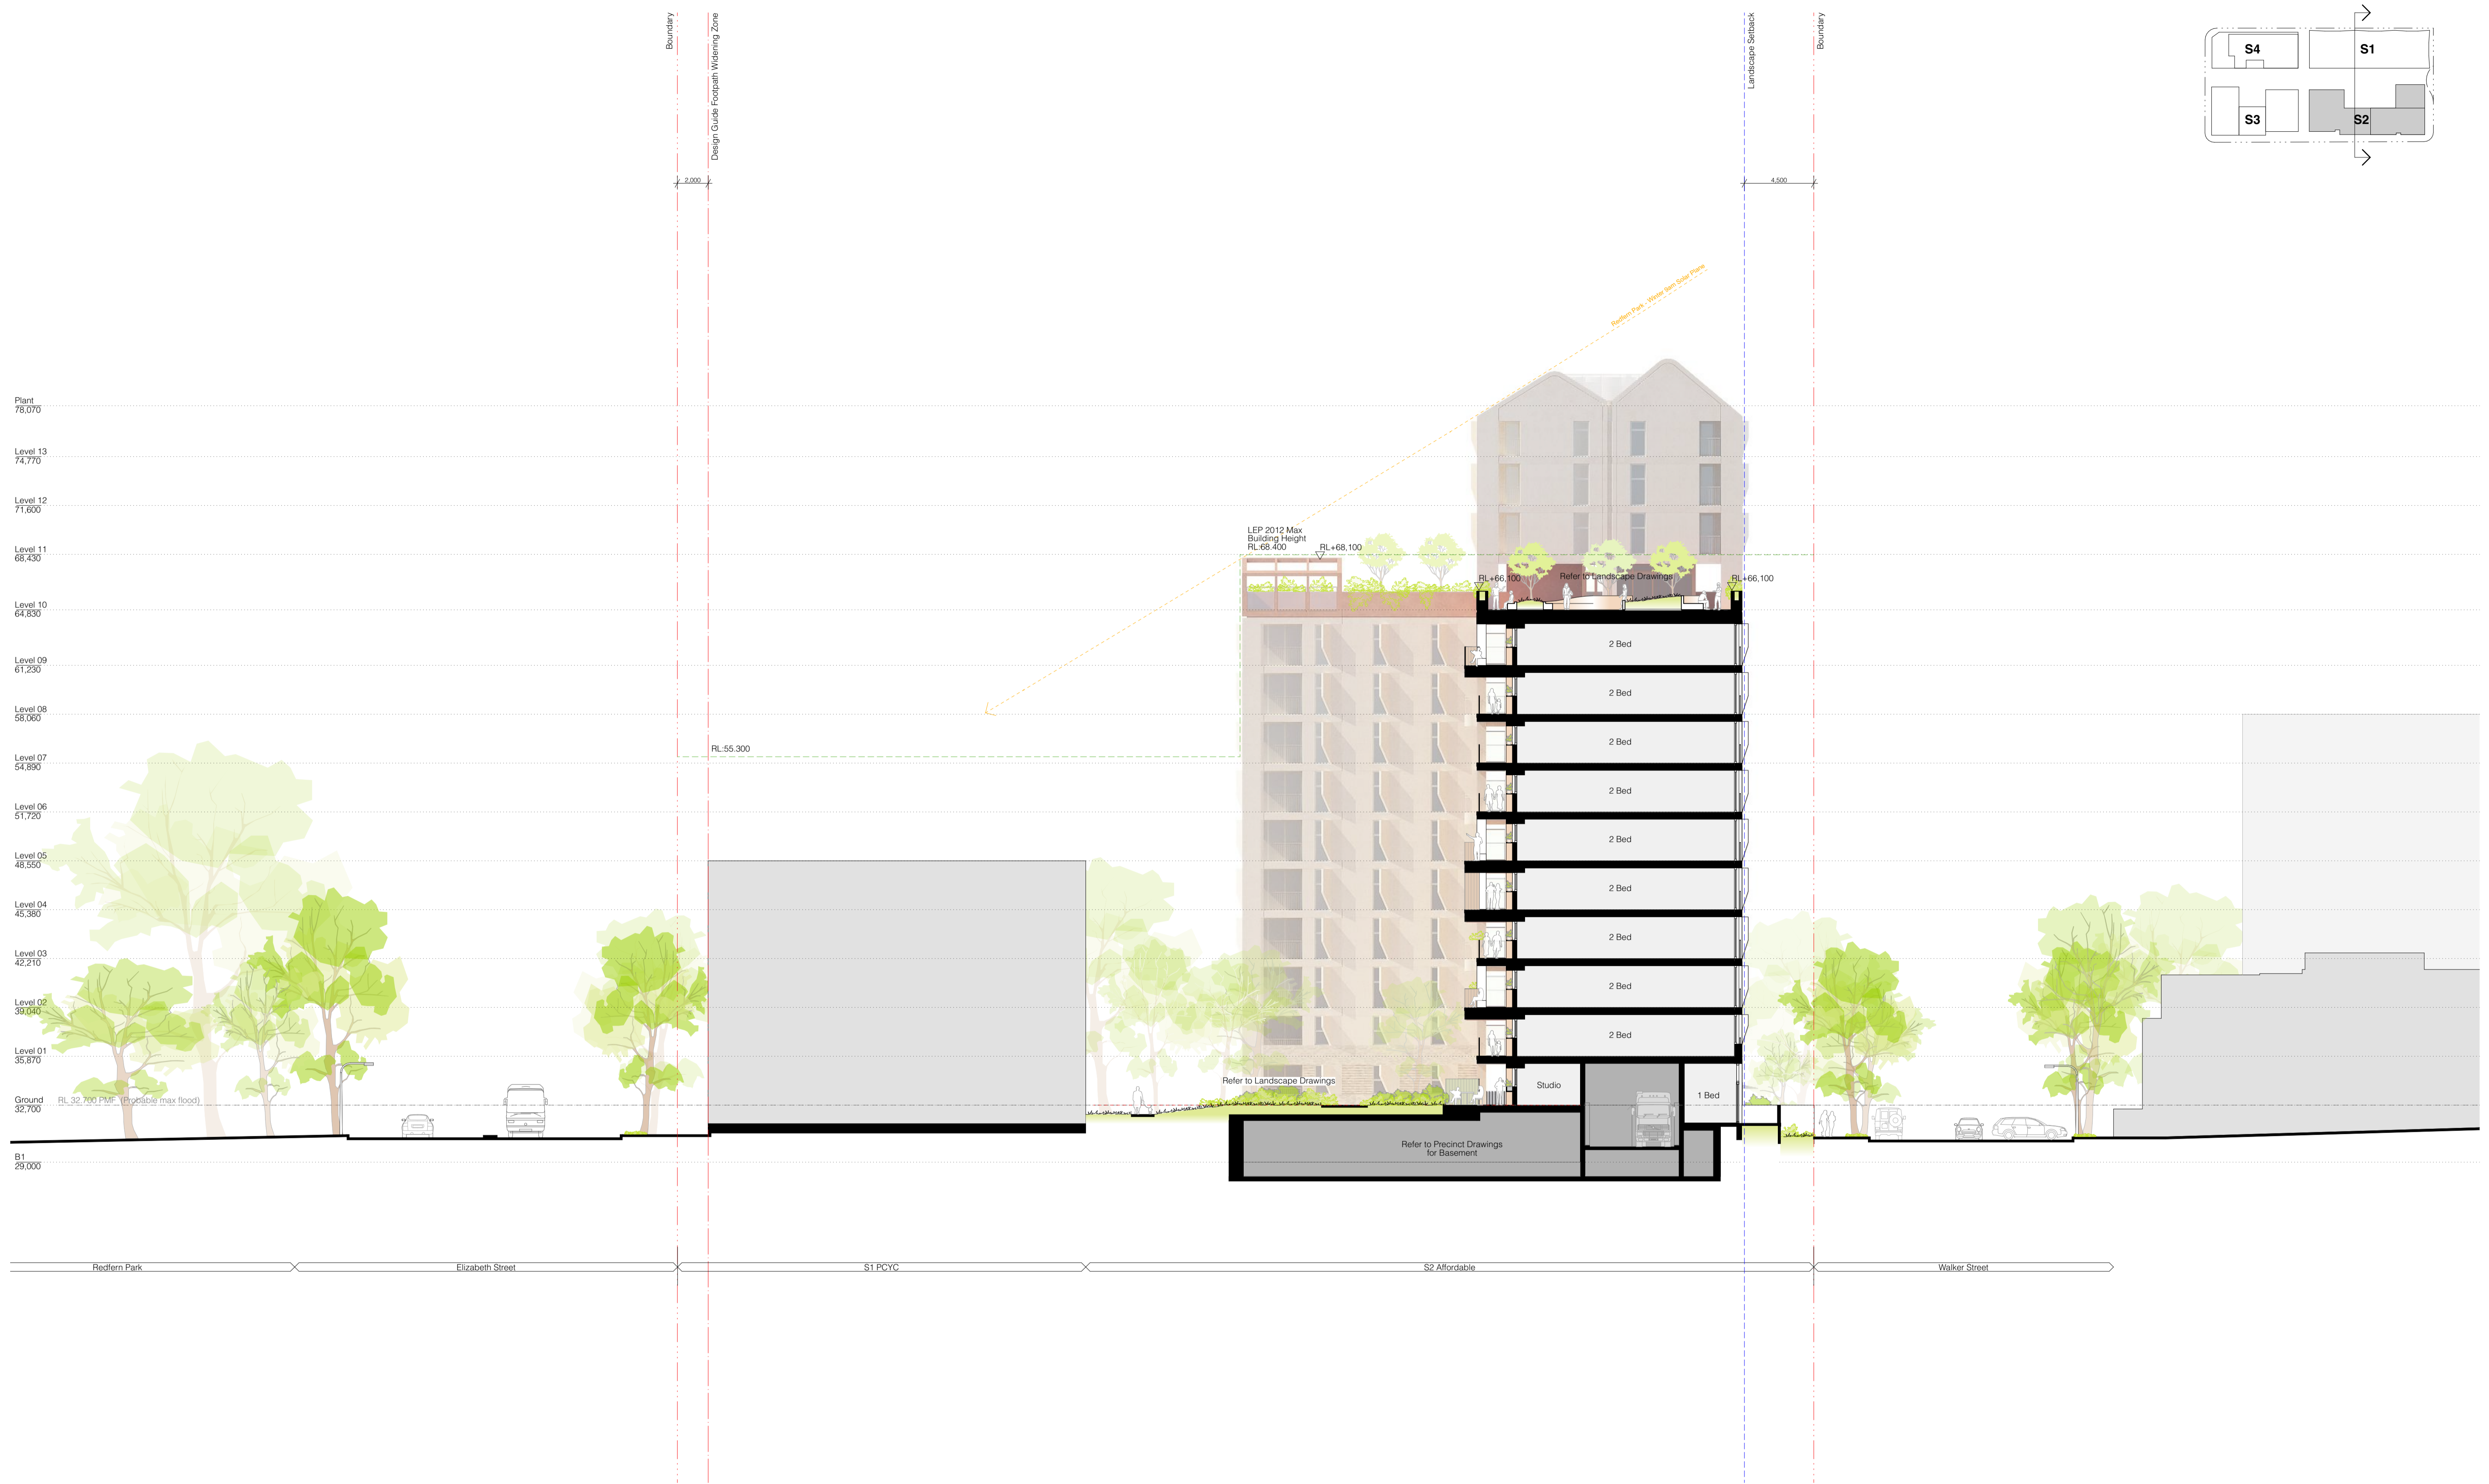 Boundary
Design Guide Footpath Widening Zone
Landscape Setback
Boundary
S4
S1
S3
S2
2,000
4,500
Redfern Park - Winter 9am Solar Plane
Plant
78,070
Level 13
74,770
Level 12
71,600
LEP 2012 Max
Building Height
RL:68.400
RL+68,100
Level 11
68,430
RL+66,100
Refer to Landscape Drawings
RL+66,100
Level 10
64,830
2 Bed
Level 09
61,230
2 Bed
Level 08
58,060
2 Bed
RL:55.300
Level 07
54,890
2 Bed
Level 06
51,720
2 Bed
Level 05
48,550
2 Bed
Level 04
45,380
2 Bed
Level 03
42,210
2 Bed
Level 02
39,040
2 Bed
Level 01
35,870
Refer to Landscape Drawings
Studio
1 Bed
Ground
32,700
RL 32.700 PMF (Probable max flood)
Refer to Precinct Drawings
for Basement
B1
29,000
Redfern Park
Elizabeth Street
S1 PCYC
S2 Affordable
Walker Street